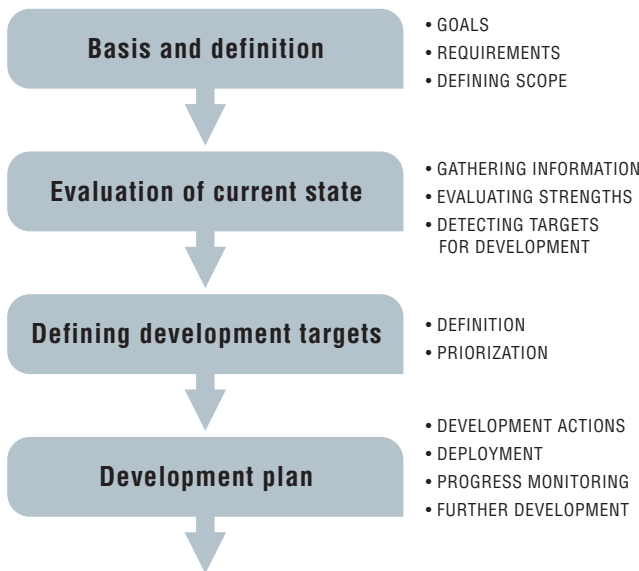 Basis and definition
• GOALS
• REQUIREMENTS
• DEFINING SCOPE
Evaluation of current state
• GATHERING INFORMATION
• EVALUATING STRENGTHS
• DETECTING TARGETS
FOR DEVELOPMENT
Defining development targets
• DEFINITION
• PRIORIZATION
Development plan
• DEVELOPMENT ACTIONS
• DEPLOYMENT
• PROGRESS MONITORING
• FURTHER DEVELOPMENT